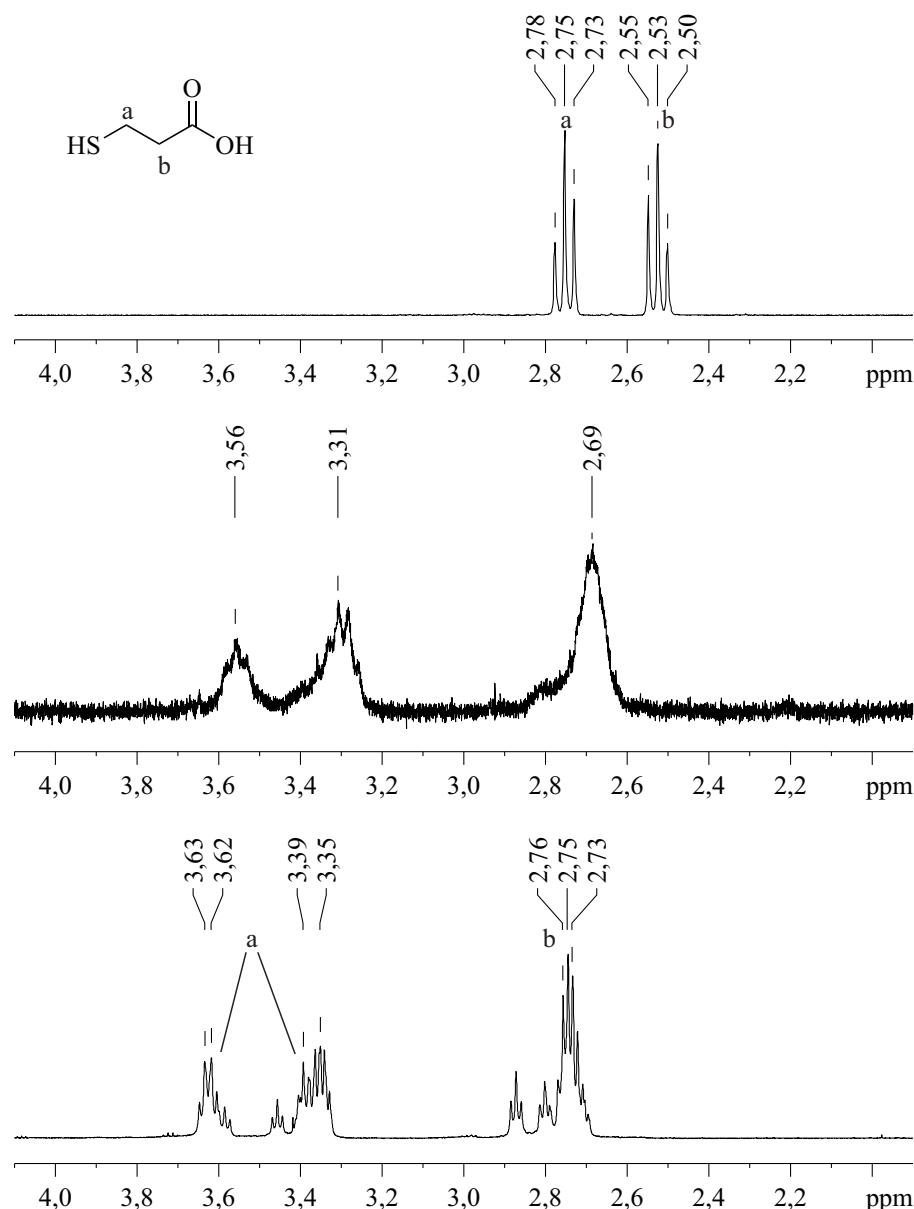 2,78 2,75 2,73 2,55 2,53 2,50
a b
O
a
HS OH
b
4,0 3,8 3,6 3,4 3,2 3,0 2,8 2,6 2,4 2,2 ppm
3,56 3,31 2,69
4,0 3,8 3,6 3,4 3,2 3,0 2,8 2,6 2,4 2,2 ppm
3,63 3,62 3,39 3,35 2,76 2,75 2,73
a b
4,0 3,8 3,6 3,4 3,2 3,0 2,8 2,6 2,4 2,2 ppm